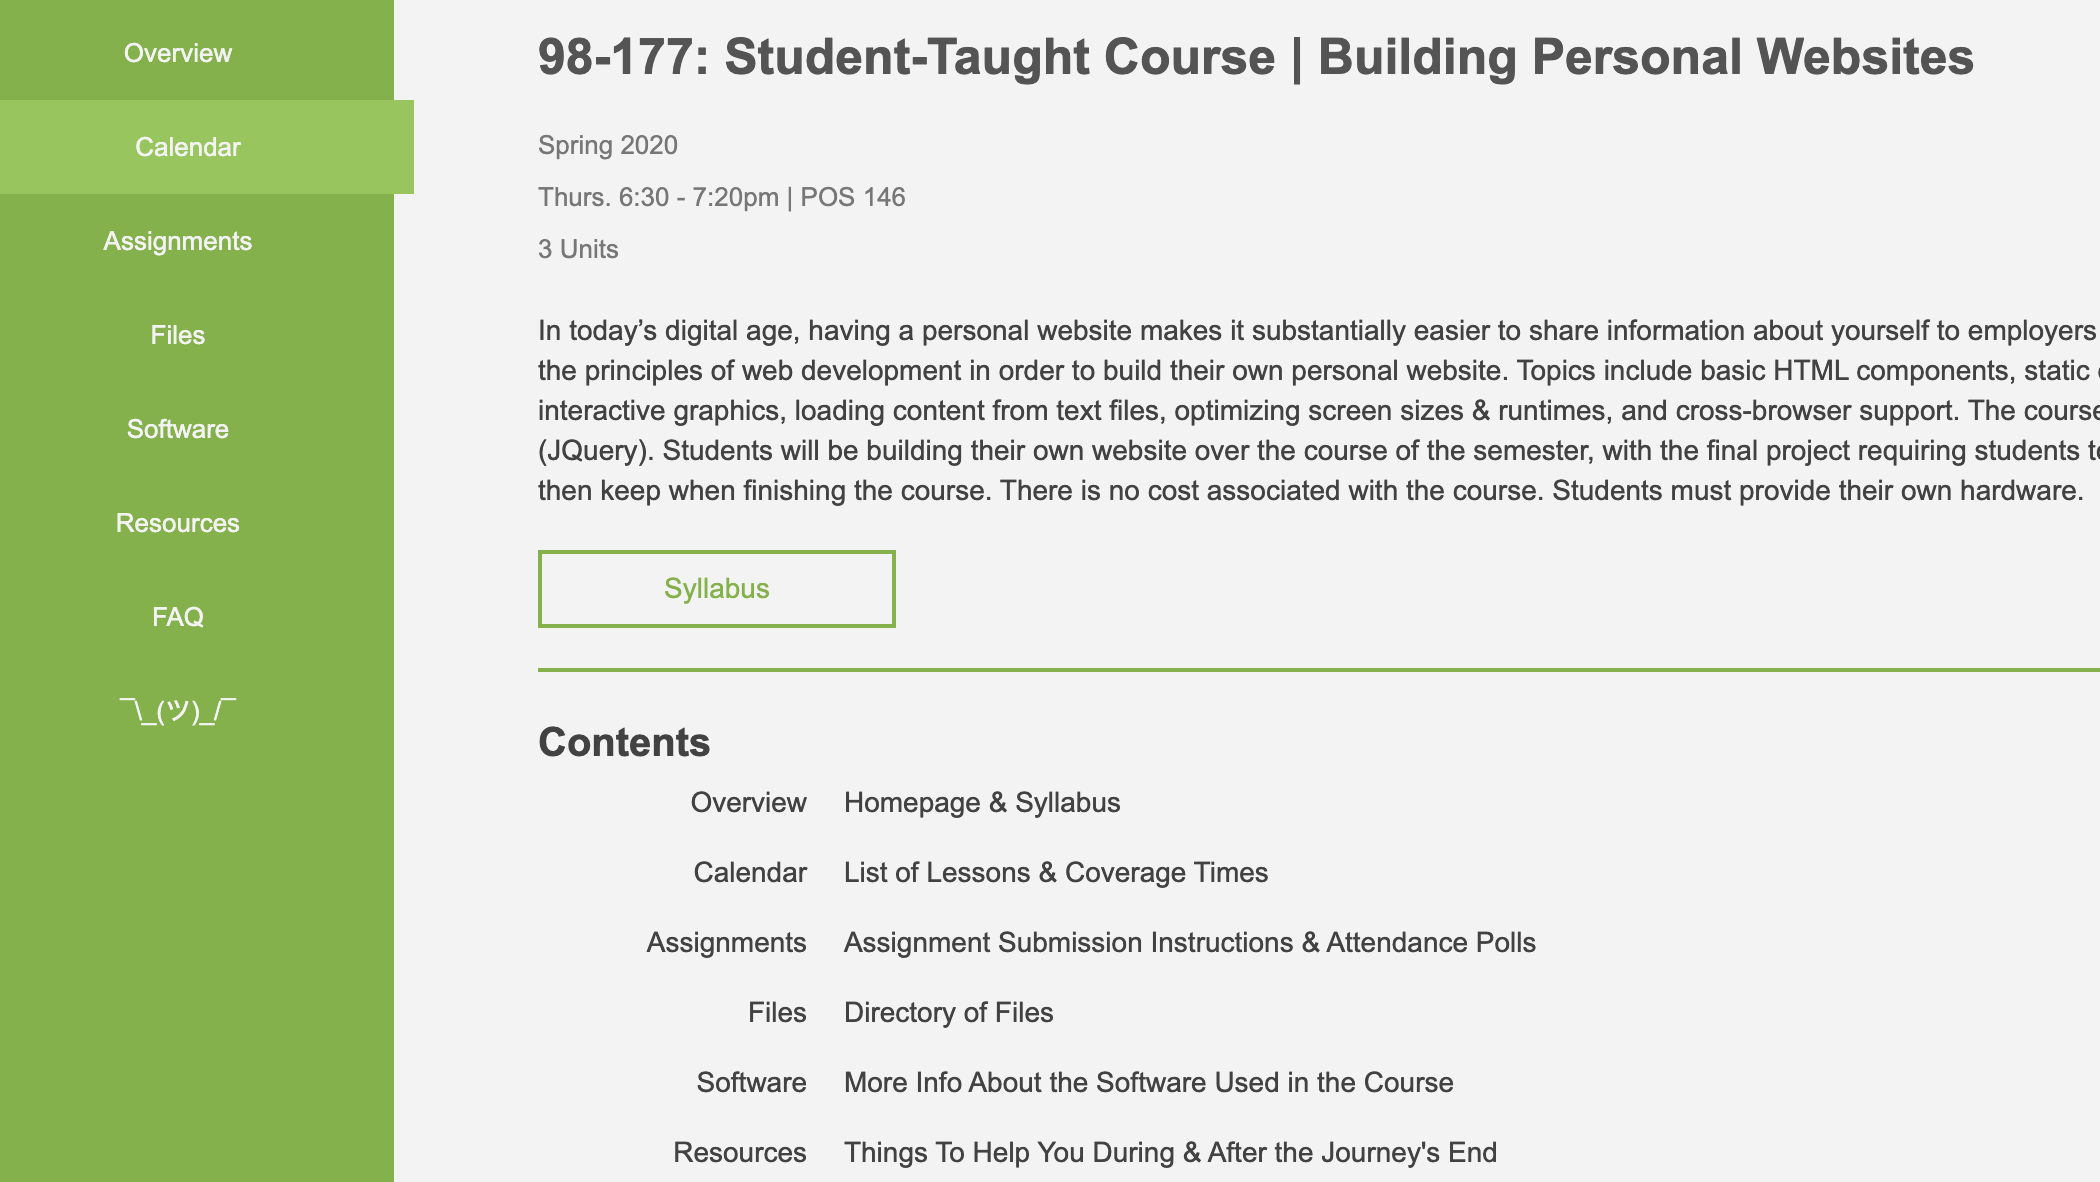 Overview
Calendar
Assignments
Files
Software
Resources
FAQ
¯\_(ツ)_/¯
98-177: Student-Taught Course | Building Personal Websites
Spring 2020
Thurs. 6:30 - 7:20pm | POS 146
3 Units
In today’s digital age, having a personal website makes it substantially easier to share information about yourself to employers
the principles of web development in order to build their own personal website. Topics include basic HTML components, static
interactive graphics, loading content from text files, optimizing screen sizes & runtimes, and cross-browser support. The course
(JQuery). Students will be building their own website over the course of the semester, with the final project requiring students
then keep when finishing the course. There is no cost associated with the course. Students must provide their own hardware.
Syllabus
Contents
Overview Homepage & Syllabus
Calendar List of Lessons & Coverage Times
Assignments Assignment Submission Instructions & Attendance Polls
Files Directory of Files
Software More Info About the Software Used in the Course
Resources Things To Help You During & After the Journey's End